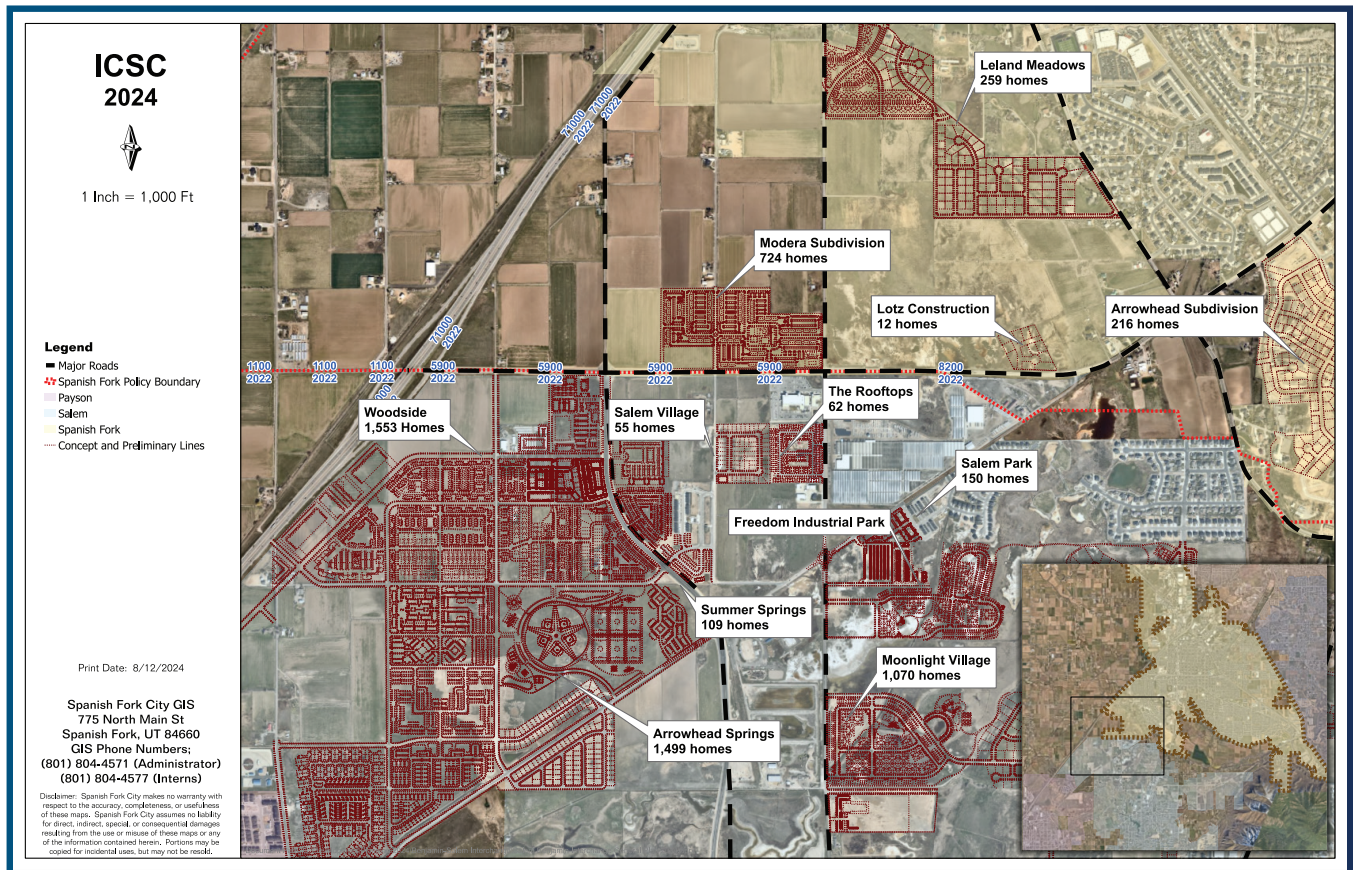 ICSC
2024
1 Inch = 1,000 Ft
Legend
Major Roads
Spanish Fork Policy Boundary
Payson
Salem
Spanish Fork
Concept and Preliminary Lines
Print Date: 8/12/2024
Spanish Fork City GIS
775 North Main St
Spanish Fork, UT 84660
GIS Phone Numbers;
(801) 804-4571 (Administrator)
(801) 804-4577 (Interns)
Disclaimer: Spanish Fork City makes no warranty with
respect to the accuracy, completeness, or usefulness
of these maps. Spanish Fork City assumes no liability
for direct, indirect, special, or consequential damages
resulting from the use or misuse of these maps or any
of the information contained herein. Portions may be
copied for incidental uses, but may not be resold.
71000 71000
2022 2022
Leland Meadows
259 homes
Modera Subdivision
724 homes
Lotz Construction
12 homes
Arrowhead Subdivision
216 homes
71000
2022
1100 1100 1100 5900 5900 5900 5900 8200
2022 2022 2022 2022 2022 2022 2022 2022
Woodside
1,553 Homes
Salem Village
55 homes
The Rooftops
62 homes
Salem Park
150 homes
Freedom Industrial Park
Summer Springs
109 homes
Moonlight Village
1,070 homes
Arrowhead Springs
1,499 homes